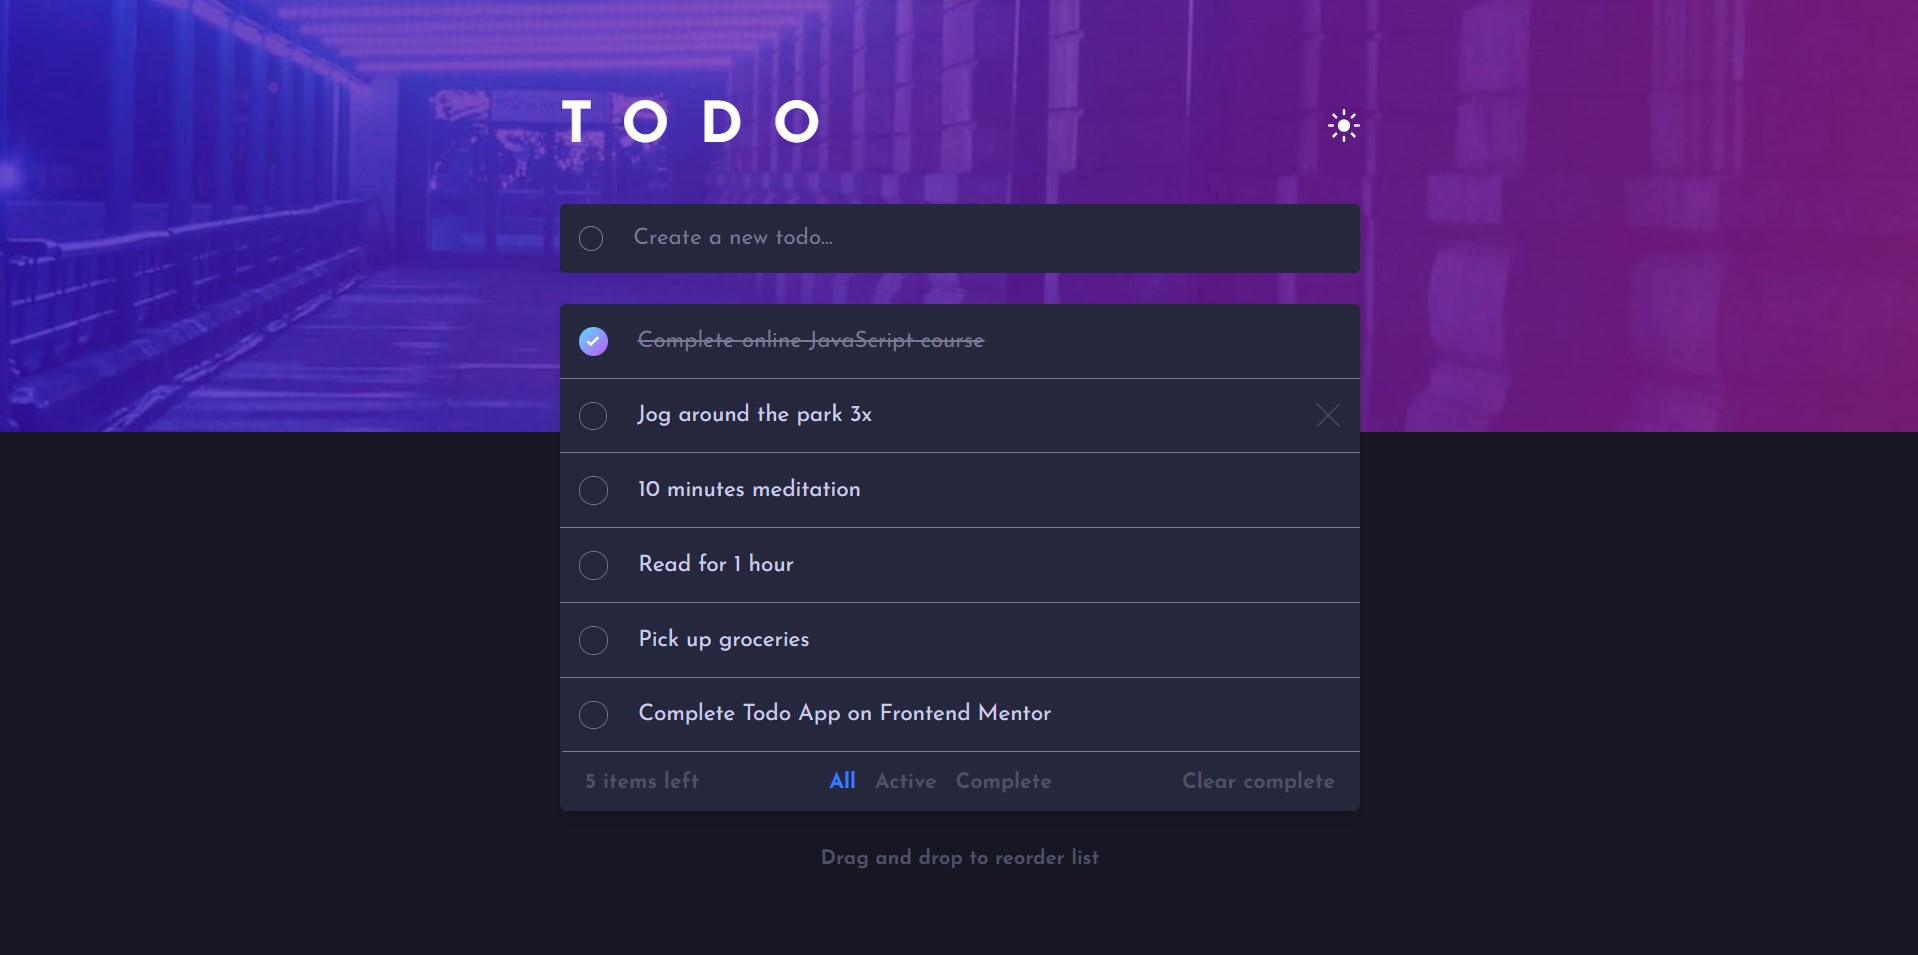 T O D O
Create a new todo...
Complete online JavaScript course
Jog around the park 3x
10 minutes meditation
Read for 1 hour
Pick up groceries
Complete Todo App on Frontend Mentor
5 items left All Active Complete Clear complete
Drag and drop to reorder list